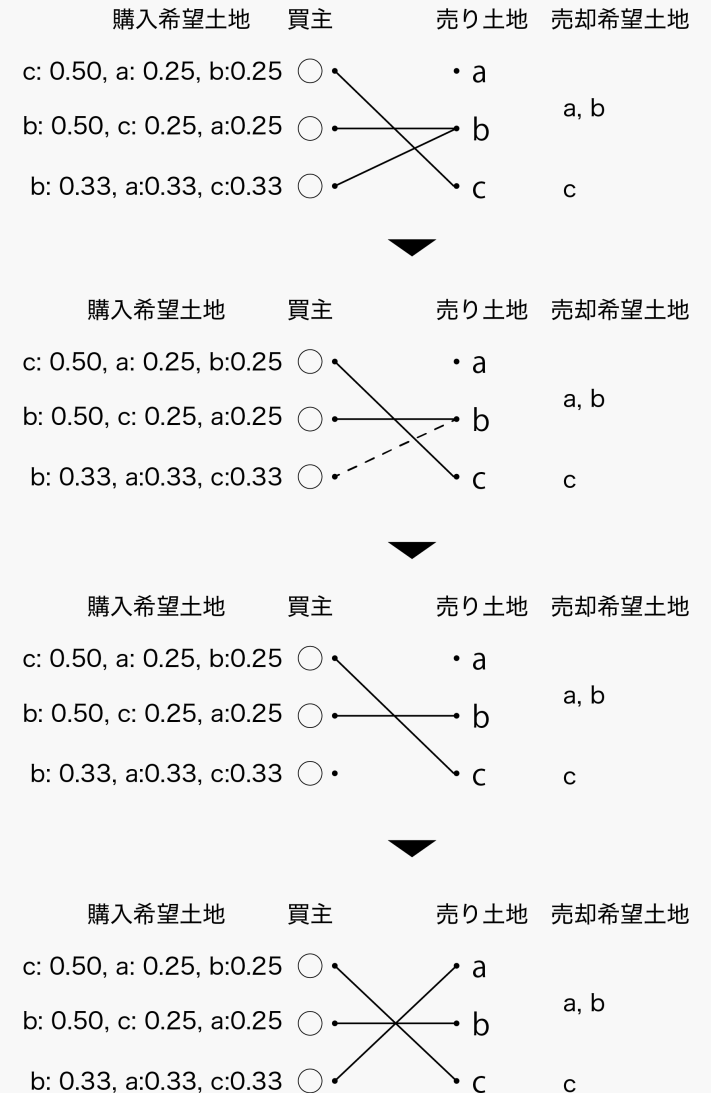 購入希望土地 買主 売り土地 売却希望土地
c: 0.50, a: 0.25, b:0.25 a
a, b
b: 0.50, c: 0.25, a:0.25 b
b: 0.33, a:0.33, c:0.33 c c
購入希望土地 買主 売り土地 売却希望土地
c: 0.50, a: 0.25, b:0.25 a
a, b
b: 0.50, c: 0.25, a:0.25 b
b: 0.33, a:0.33, c:0.33 c c
購入希望土地 買主 売り土地 売却希望土地
c: 0.50, a: 0.25, b:0.25 a
a, b
b: 0.50, c: 0.25, a:0.25 b
b: 0.33, a:0.33, c:0.33 c c
購入希望土地 買主 売り土地 売却希望土地
c: 0.50, a: 0.25, b:0.25 a
a, b
b: 0.50, c: 0.25, a:0.25 b
b: 0.33, a:0.33, c:0.33 c c